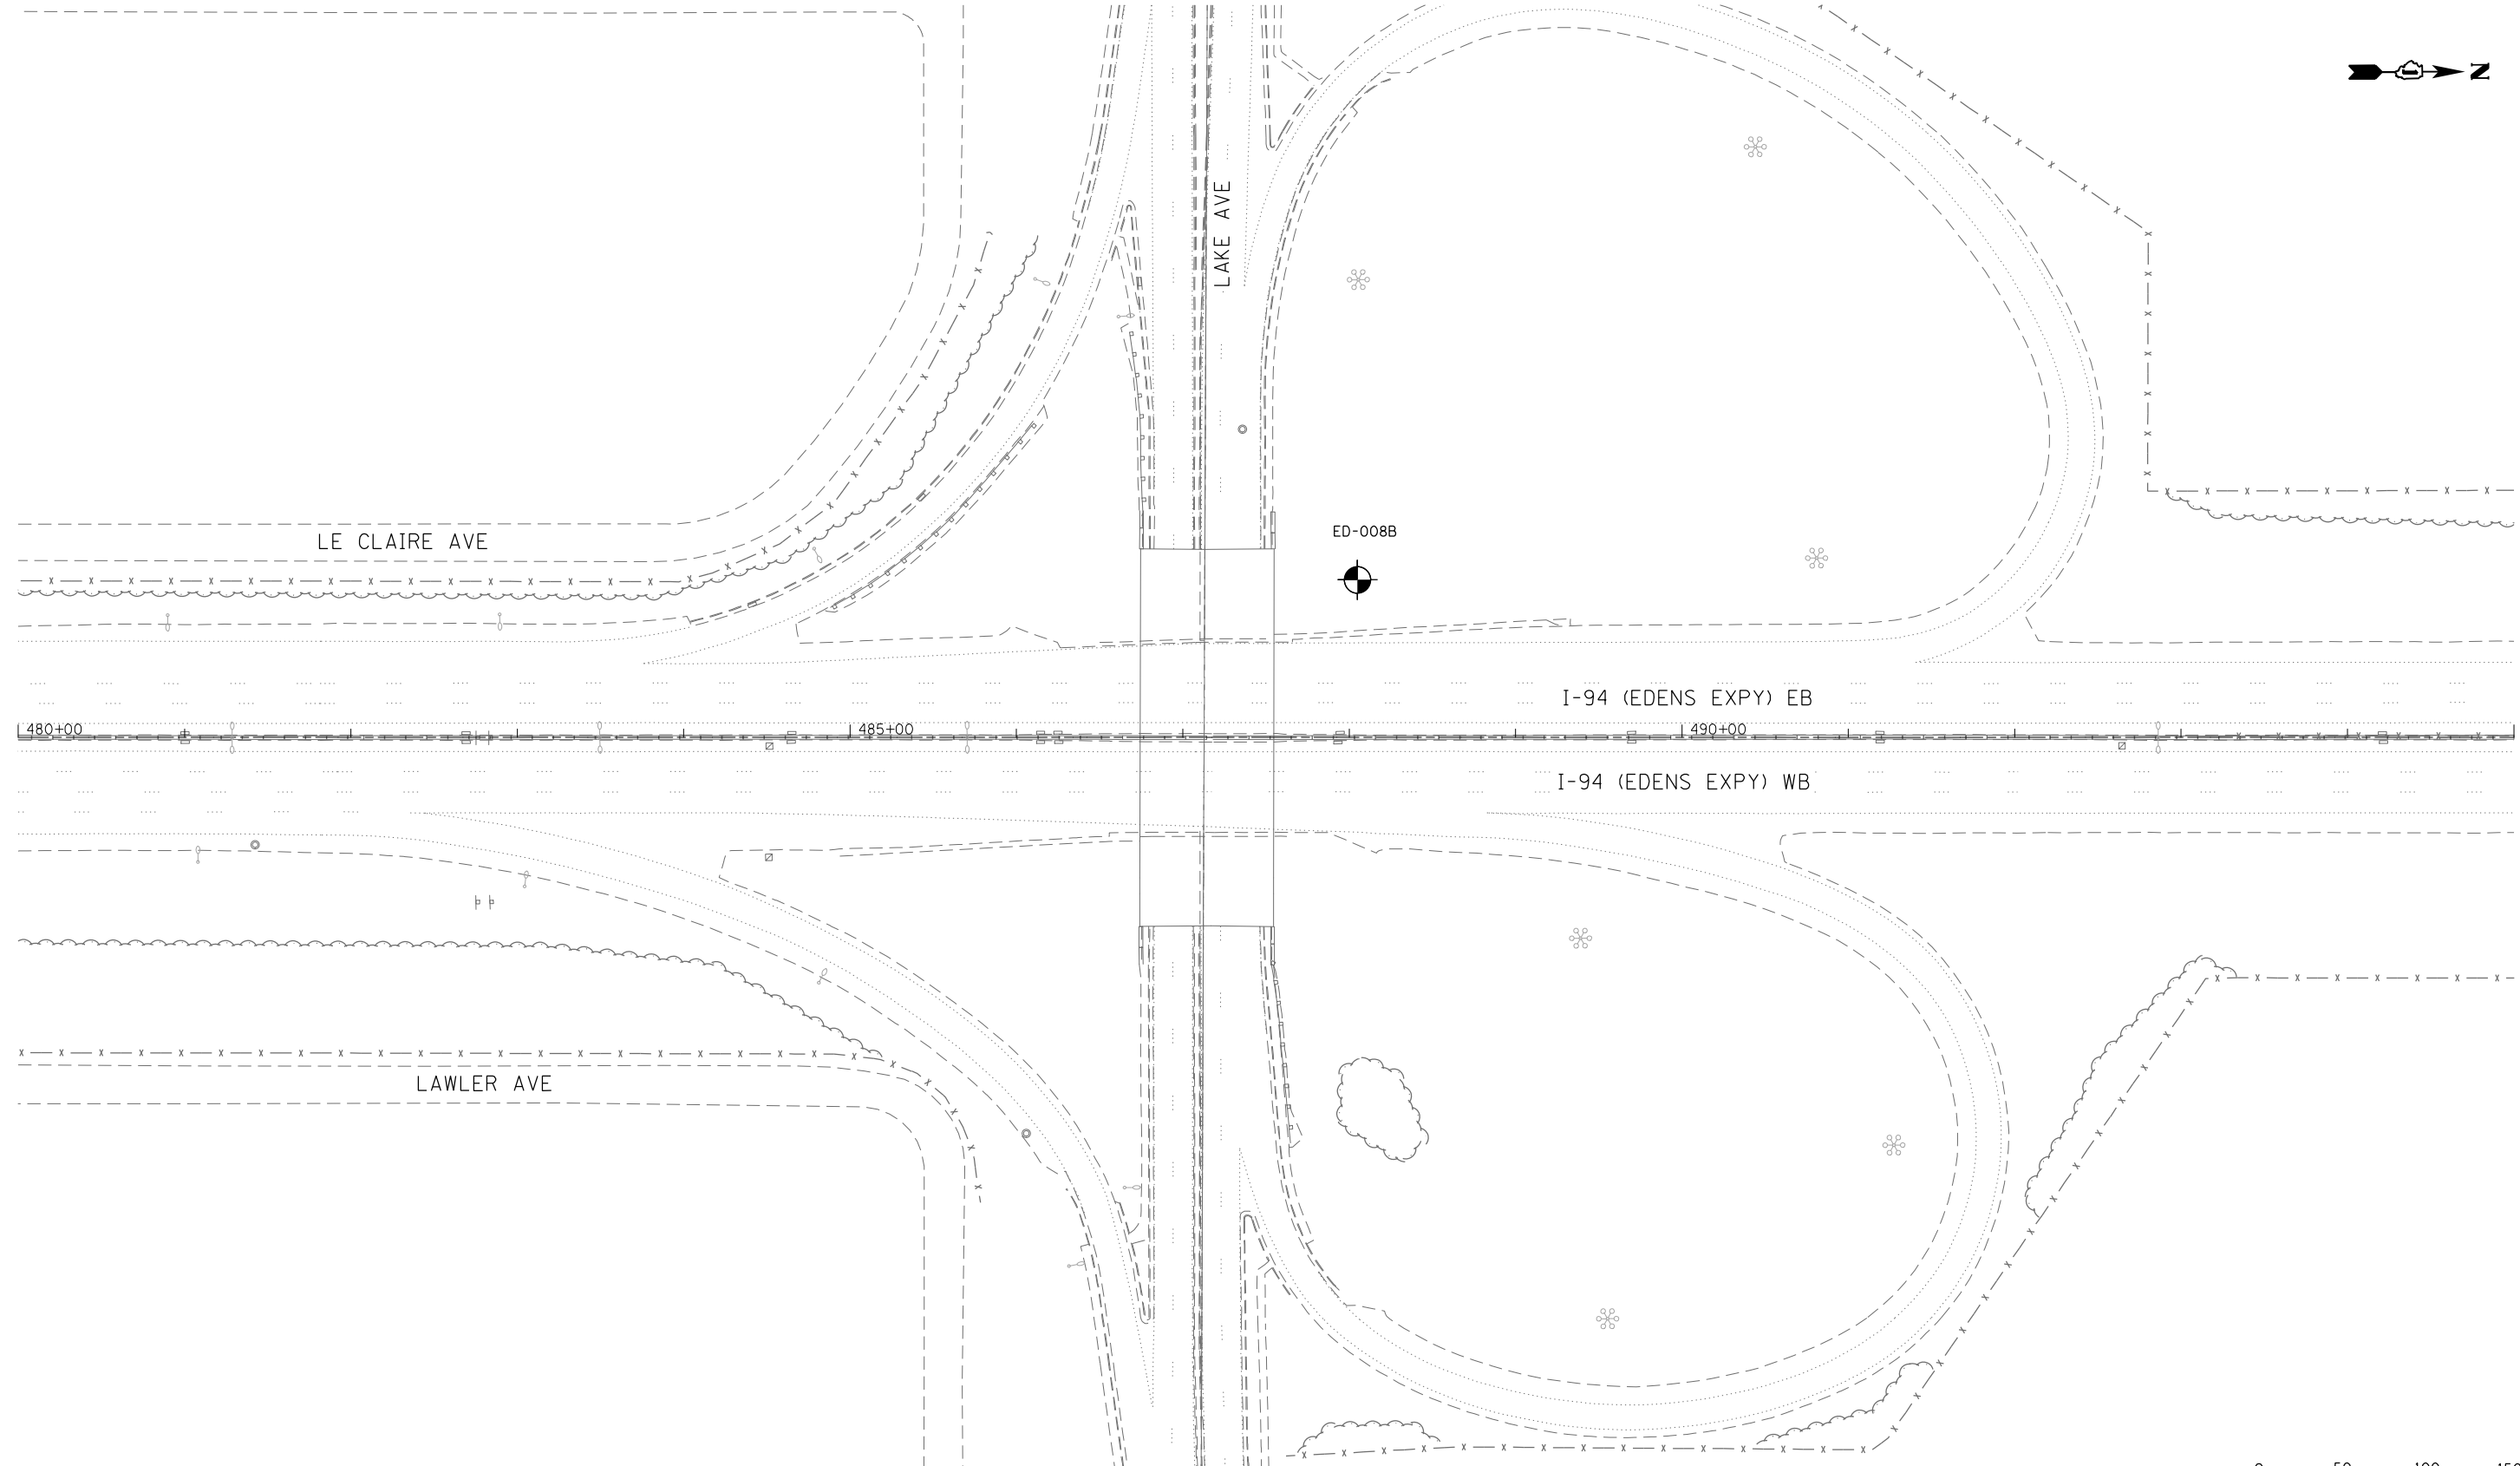 N
LAKE AVE
ED-008B
LE CLAIRE AVE
I-94 (EDENS EXPY) EB
480+00
485+00
490+00
I-94 (EDENS EXPY) WB
LAWLER AVE